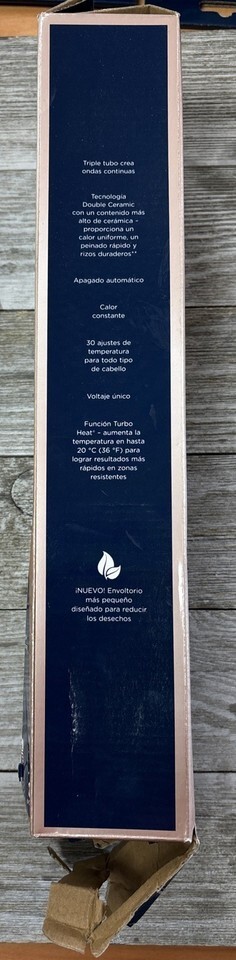 Triple tubo crea
ondas continuas
Tecnología
Double Ceramic
con un contenido más
alto de cerámica –
proporciona un
calor uniforme, un
peinado rápido y
rizos duraderos**
Apagado automático
Calor
constante
30 ajustes de
temperatura
para todo tipo
de cabello
Voltaje único
Función Turbo
Heat⁺ – aumenta la
temperatura en hasta
20 °C (36 °F) para
lograr resultados más
rápidos en zonas
resistentes
¡NUEVO! Envoltorio
más pequeño
diseñado para reducir
los desechos